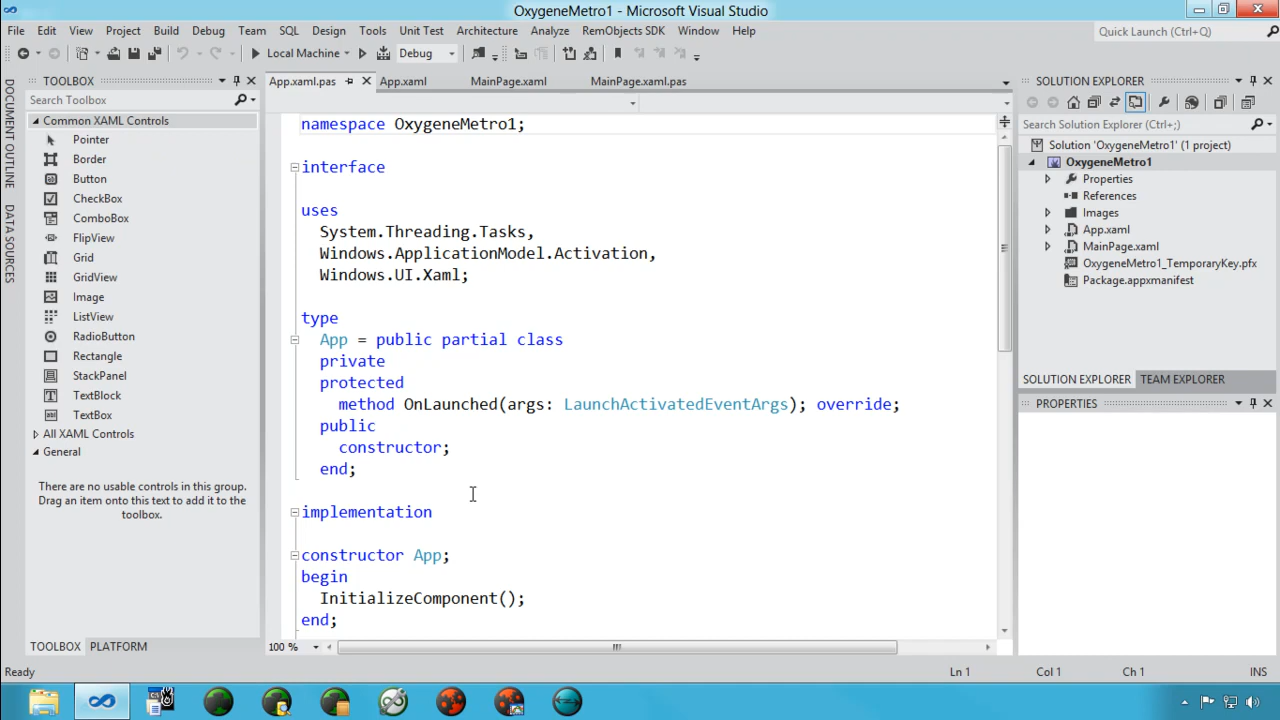 OxygeneMetro1 - Microsoft Visual Studio
File Edit View Project Build Debug Team SQL Design Tools Unit Test Architecture Analyze RemObjects SDK Window Help
Quick Launch (Ctrl+Q)
Local Machine Debug
DOCUMENT OUTLINE
DATA SOURCES
TOOLBOX
Search Toolbox
Common XAML Controls
Pointer
Border
Button
CheckBox
ComboBox
FlipView
Grid
GridView
Image
ListView
RadioButton
Rectangle
StackPanel
TextBlock
TextBox
All XAML Controls
General
There are no usable controls in this group.
Drag an item onto this text to add it to the
toolbox.
TOOLBOX PLATFORM
App.xaml.pas App.xaml MainPage.xaml MainPage.xaml.pas
namespace OxygeneMetro1;
interface
uses
System.Threading.Tasks,
Windows.ApplicationModel.Activation,
Windows.UI.Xaml;
type
App = public partial class
private
protected
method OnLaunched(args: LaunchActivatedEventArgs); override;
public
constructor;
end;
implementation
constructor App;
begin
InitializeComponent();
end;
100 %
SOLUTION EXPLORER
Search Solution Explorer (Ctrl+;)
Solution 'OxygeneMetro1' (1 project)
OxygeneMetro1
Properties
References
Images
App.xaml
MainPage.xaml
OxygeneMetro1_TemporaryKey.pfx
Package.appxmanifest
SOLUTION EXPLORER TEAM EXPLORER
PROPERTIES
Ready Ln 1 Col 1 Ch 1 INS